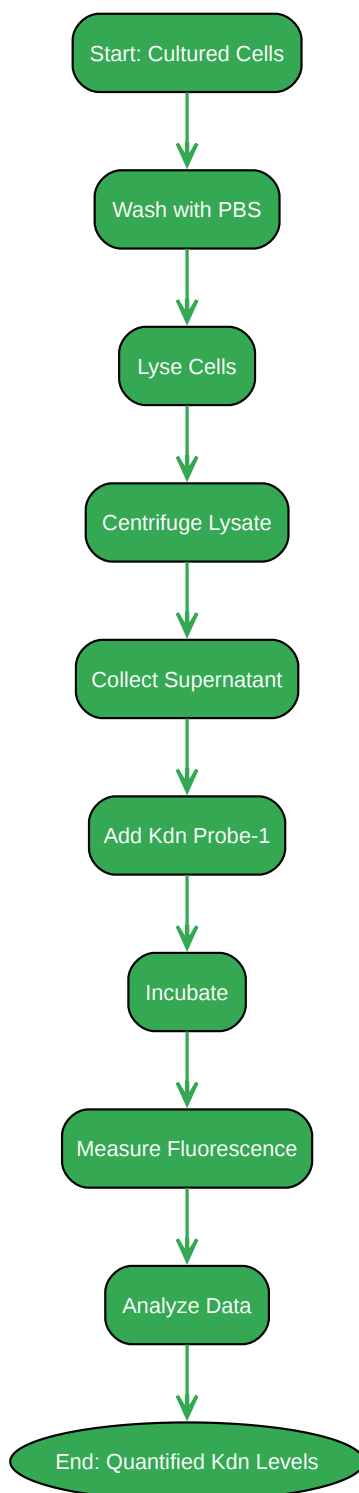 Start: Cultured Cells
Wash with PBS
Lyse Cells
Centrifuge Lysate
Collect Supernatant
Add Kdn Probe-1
Incubate
Measure Fluorescence
Analyze Data
End: Quantified Kdn Levels